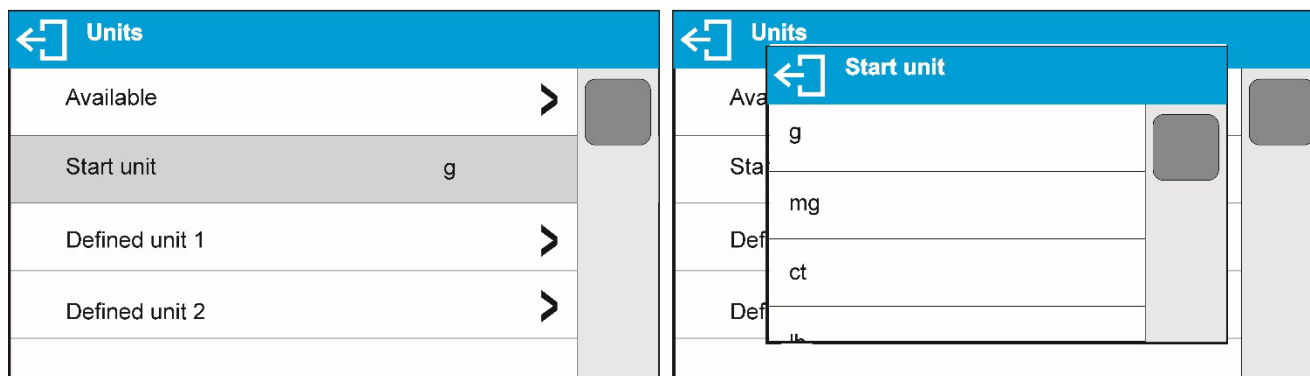 Units
Available
Start unit g
Defined unit 1
Defined unit 2
Units
Start unit
Ava
g
Sta
mg
Def
ct
Def